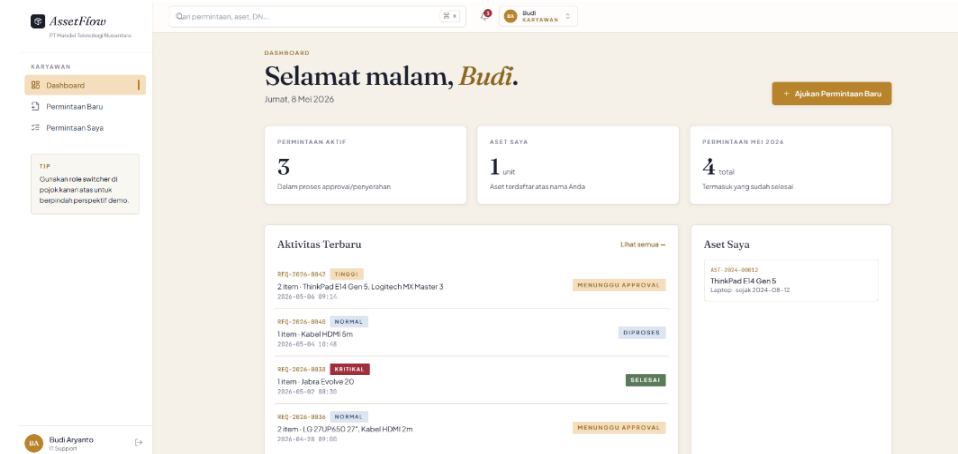 AssetFlow
PT Mandel Teknologi Nusantara
KARYAWAN
Dashboard
Permintaan Baru
Permintaan Saya
TIP
Gunakan role switcher di
pojok kanan atas untuk
berpindah perspektif demo.
Budi Aryanto
IT Support
Cari permintaan, aset, DN...
⌘ K
BA
Budi
KARYAWAN
DASHBOARD
Selamat malam, Budi.
Jumat, 8 Mei 2026
+ Ajukan Permintaan Baru
PERMINTAAN AKTIF
3
Dalam proses approval/penyerahan
ASET SAYA
1 unit
Aset terdaftar atas nama Anda
PERMINTAAN MEI 2026
4 total
Termasuk yang sudah selesai
Aktivitas Terbaru
Lihat semua →
REQ-2026-0042 TINGGI
2 item · ThinkPad E14 Gen 5, Logitech MX Master 3
2026-05-06 09:14
MENUNGGU APPROVAL
REQ-2026-0040 NORMAL
1 item · Kabel HDMI 5m
2026-05-04 10:48
DIPROSES
REQ-2026-0038 KRITIKAL
1 item · Jabra Evolve 20
2026-05-02 08:30
SELESAI
REQ-2026-0036 NORMAL
2 item · LG 27UP650 27", Kabel HDMI 2m
2026-04-28 09:00
MENUNGGU APPROVAL
Aset Saya
AST-2024-00012
ThinkPad E14 Gen 5
Laptop · sejak 2024-08-12
BA